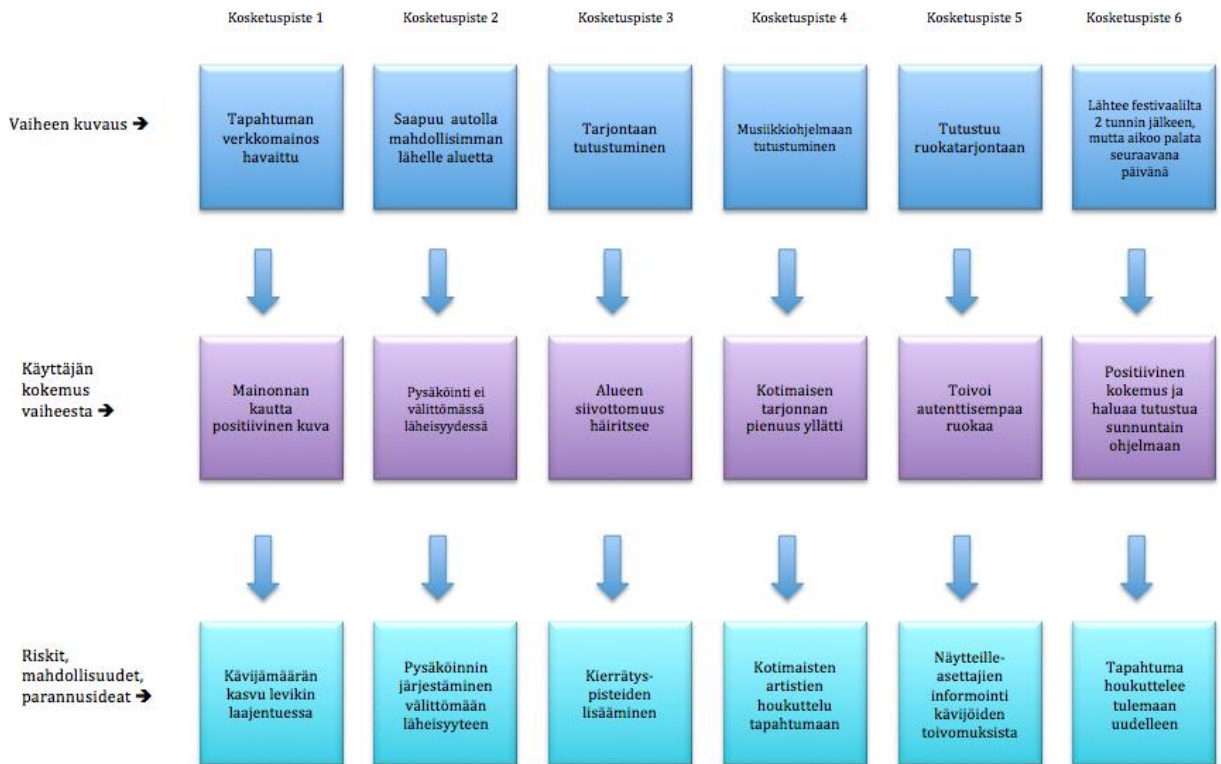 Kosketuspiste 1
Kosketuspiste 2
Kosketuspiste 3
Kosketuspiste 4
Kosketuspiste 5
Kosketuspiste 6
Vaiheen kuvaus ➔
Tapahtuman
verkkomainos
havaittu
Saapuu autolla
mahdollisimman
lähelle aluetta
Tarjontaan
tutustuminen
Musiikkiohjelmaan
tutustuminen
Tutustuu
ruokatarjontaan
Lähtee festivaalilta
2 tunnin jälkeen,
mutta aikoo palata
seuraavana
päivänä
Käyttäjän
kokemus
vaiheesta ➔
Mainonnan
kautta
positiivinen kuva
Pysäköinti ei
välittömässä
läheisyydessä
Alueen
siivottomuus
häiritsee
Kotimaisen
tarjonnan
pienuus yllätti
Toivoi
autenttisempaa
ruokaa
Positiivinen
kokemus ja
haluaa tutustua
sunnuntain
ohjelmaan
Riskit,
mahdollisuudet,
parannusideat ➔
Kävijämäärän
kasvu levikin
laajentuessa
Pysäköinnin
järjestäminen
välittömään
läheisyyteen
Kierrätys-
pisteiden
lisääminen
Kotimaisten
artistien
houkuttelu
tapahtumaan
Näytteille-
asettajien
informointi
kävijöiden
toivomuksista
Tapahtuma
houkuttelee
tulemaan
uudelleen